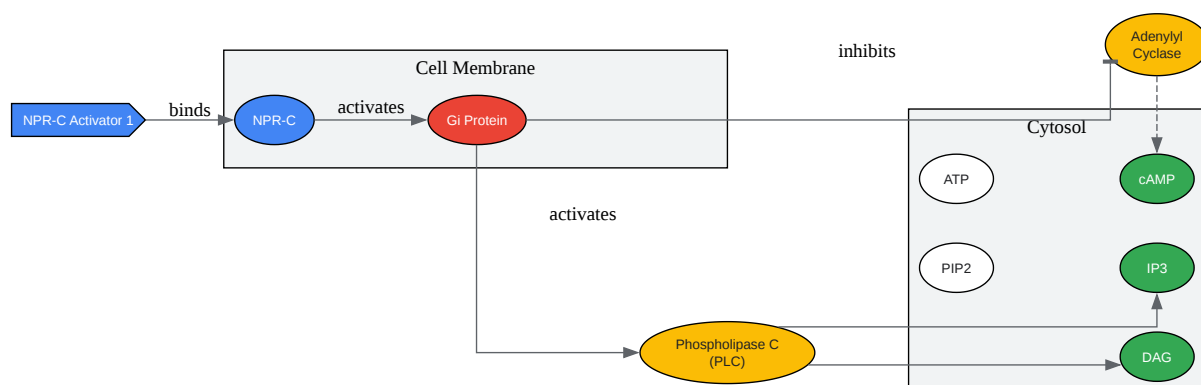 Adenylyl
Cyclase
inhibits
Cell Membrane
NPR-C Activator 1
binds
NPR-C
activates
Gi Protein
Cytosol
ATP
cAMP
activates
PIP2
IP3
Phospholipase C
(PLC)
DAG